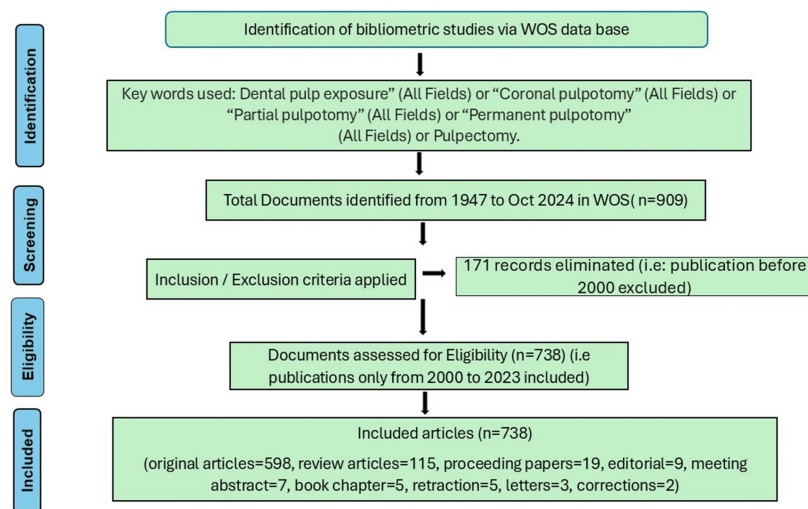 Identification
Identification of bibliometric studies via WOS data base
Key words used: Dental pulp exposure” (All Fields) or “Coronal pulpotomy” (All Fields) or
“Partial pulpotomy” (All Fields) or “Permanent pulpotomy”
(All Fields) or Pulpectomy.
Screening
Total Documents identified from 1947 to Oct 2024 in WOS( n=909)
Inclusion / Exclusion criteria applied
171 records eliminated (i.e: publication before
2000 excluded)
Eligibility
Documents assessed for Eligibility (n=738) (i.e
publications only from 2000 to 2023 included)
Included
Included articles (n=738)
(original articles=598, review articles=115, proceeding papers=19, editorial=9, meeting
abstract=7, book chapter=5, retraction=5, letters=3, corrections=2)